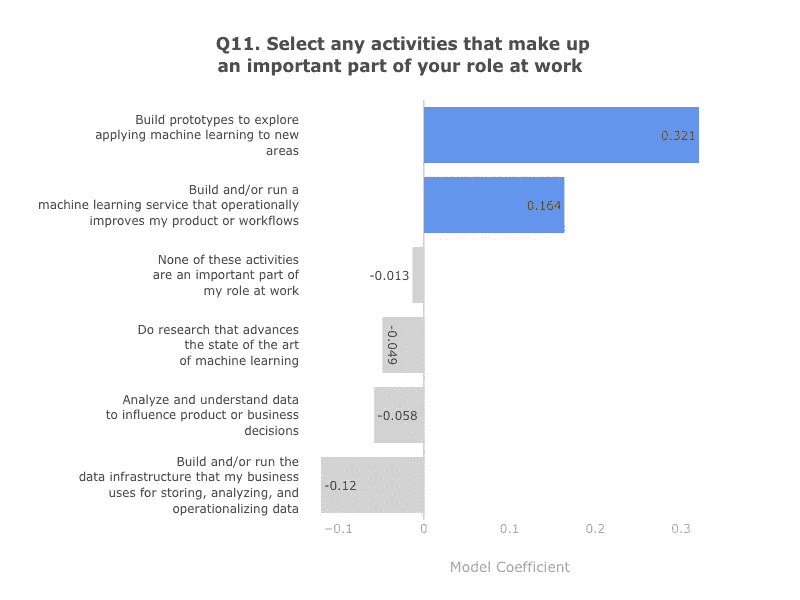 Q11. Select any activities that make up
an important part of your role at work
Build prototypes to explore
applying machine learning to new
areas
0.321
Build and/or run a
machine learning service that operationally
improves my product or workflows
0.164
None of these activities
are an important part of
my role at work
-0.013
Do research that advances
the state of the art
of machine learning
-0.049
Analyze and understand data
to influence product or business
decisions
-0.058
Build and/or run the
data infrastructure that my business
uses for storing, analyzing, and
operationalizing data
-0.12
−0.1 0 0.1 0.2 0.3
Model Coefficient